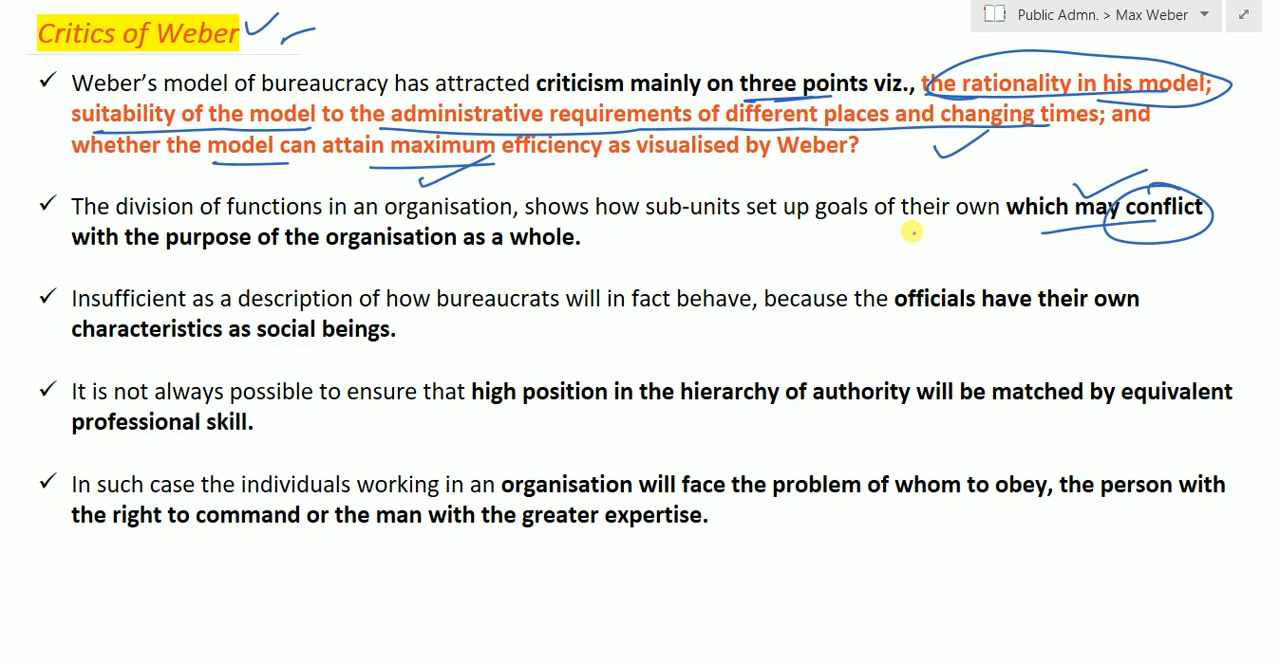 Public Admn. > Max Weber
Critics of Weber
✓ Weber’s model of bureaucracy has attracted criticism mainly on three points viz., the rationality in his model;
suitability of the model to the administrative requirements of different places and changing times; and
whether the model can attain maximum efficiency as visualised by Weber?
✓ The division of functions in an organisation, shows how sub-units set up goals of their own which may conflict
with the purpose of the organisation as a whole.
✓ Insufficient as a description of how bureaucrats will in fact behave, because the officials have their own
characteristics as social beings.
✓ It is not always possible to ensure that high position in the hierarchy of authority will be matched by equivalent
professional skill.
✓ In such case the individuals working in an organisation will face the problem of whom to obey, the person with
the right to command or the man with the greater expertise.